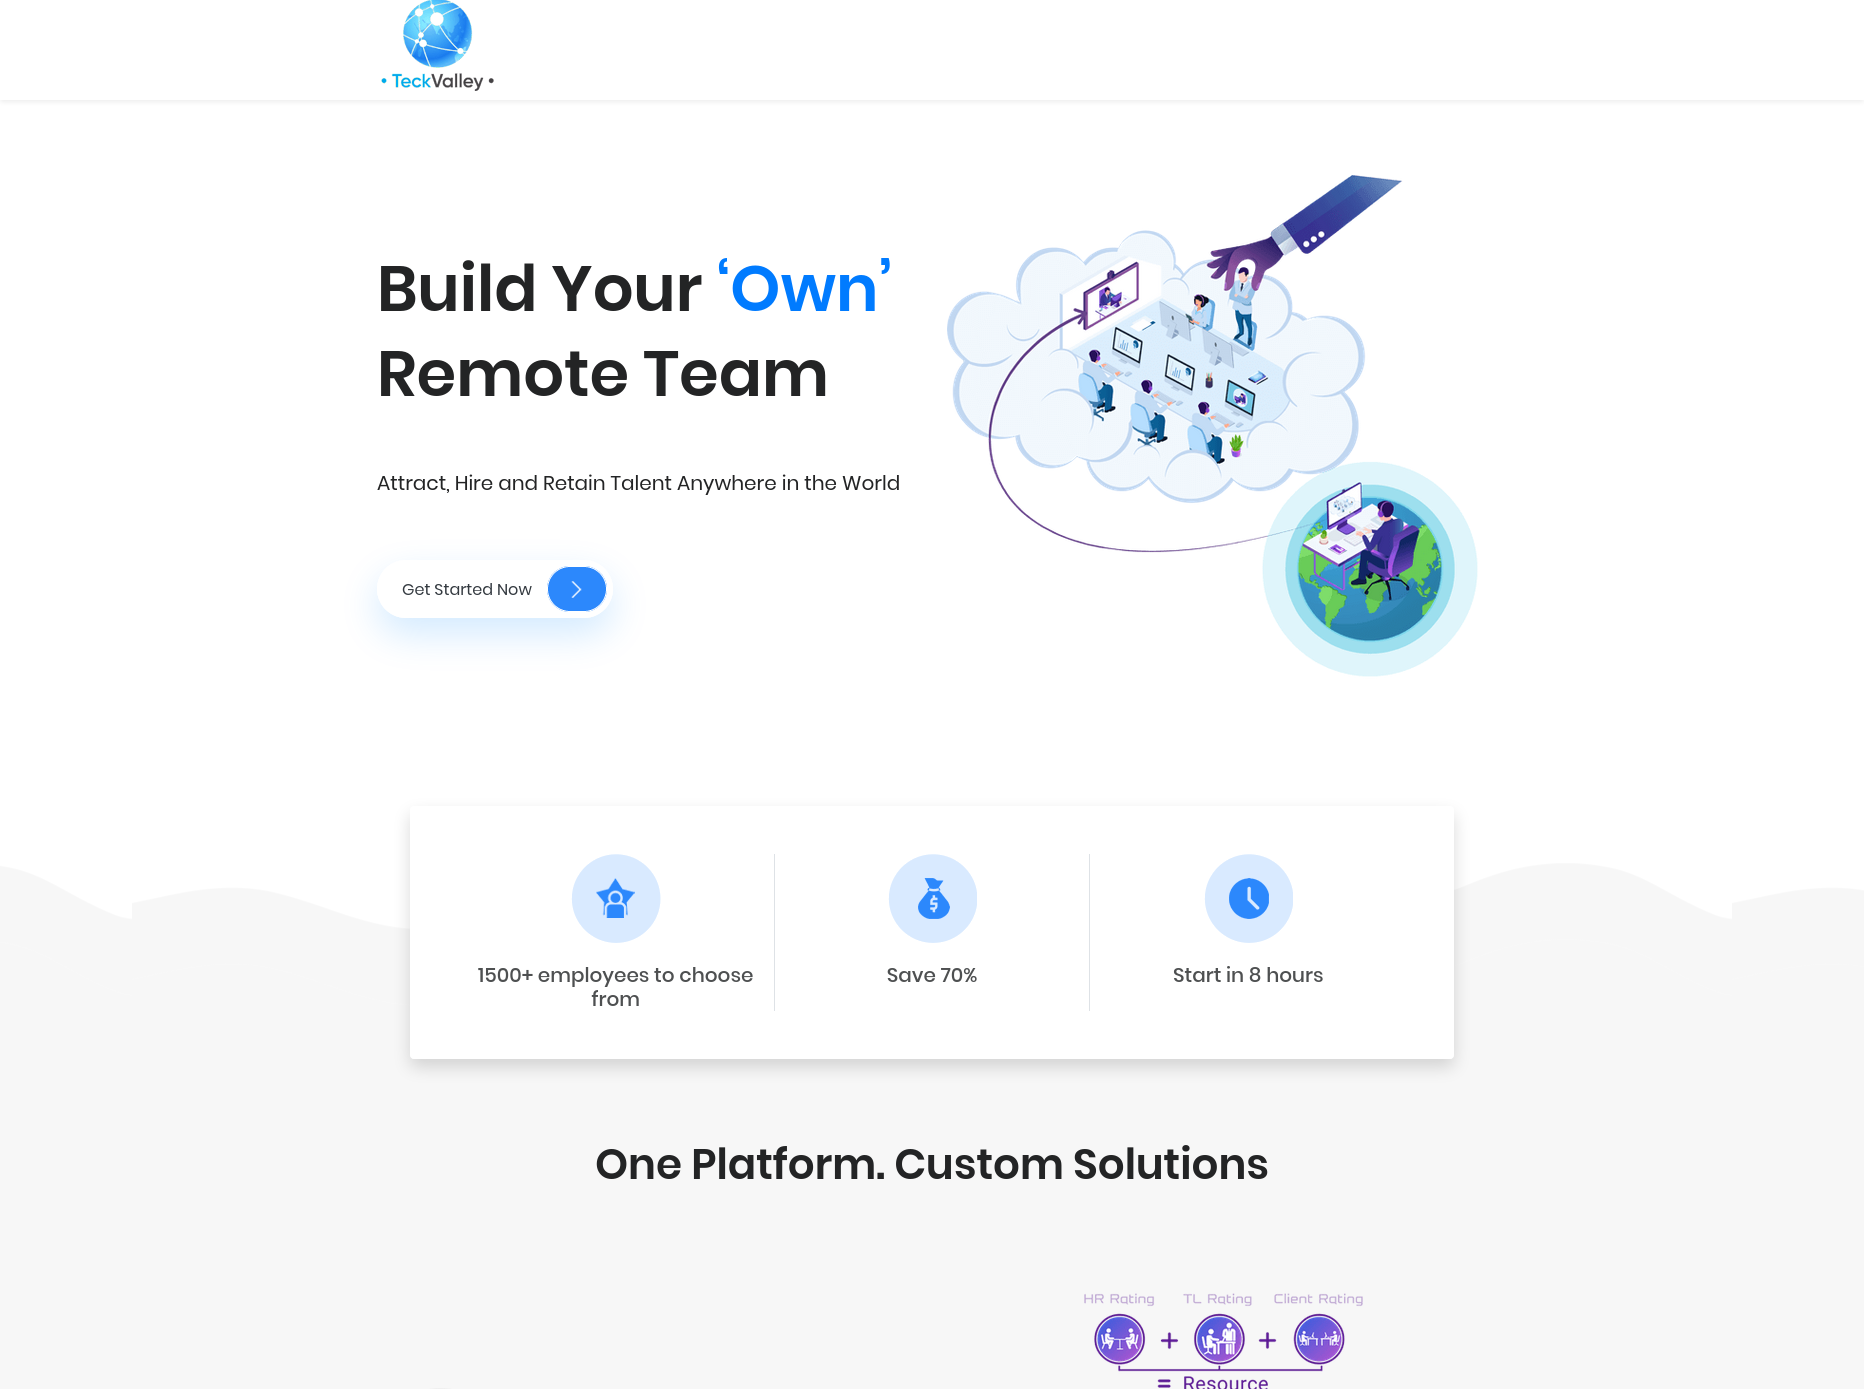 • TeckValley •
Build Your ‘Own’
Remote Team
Attract, Hire and Retain Talent Anywhere in the World
Get Started Now
1500+ employees to choose
from
Save 70%
Start in 8 hours
One Platform. Custom Solutions
HR Rating TL Rating Client Rating
+ +
= Resource